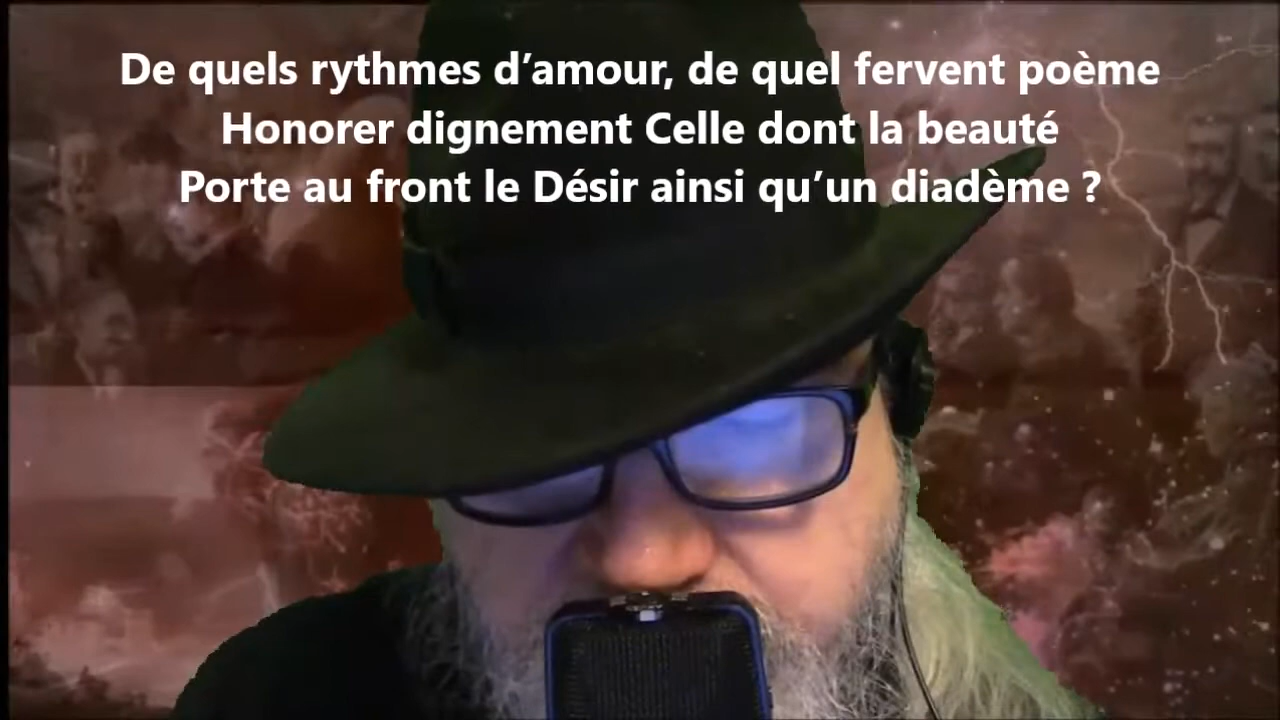 De quels rythmes d’amour, de quel fervent poème
Honorer dignement Celle dont la beauté
Porte au front le Désir ainsi qu’un diadème ?